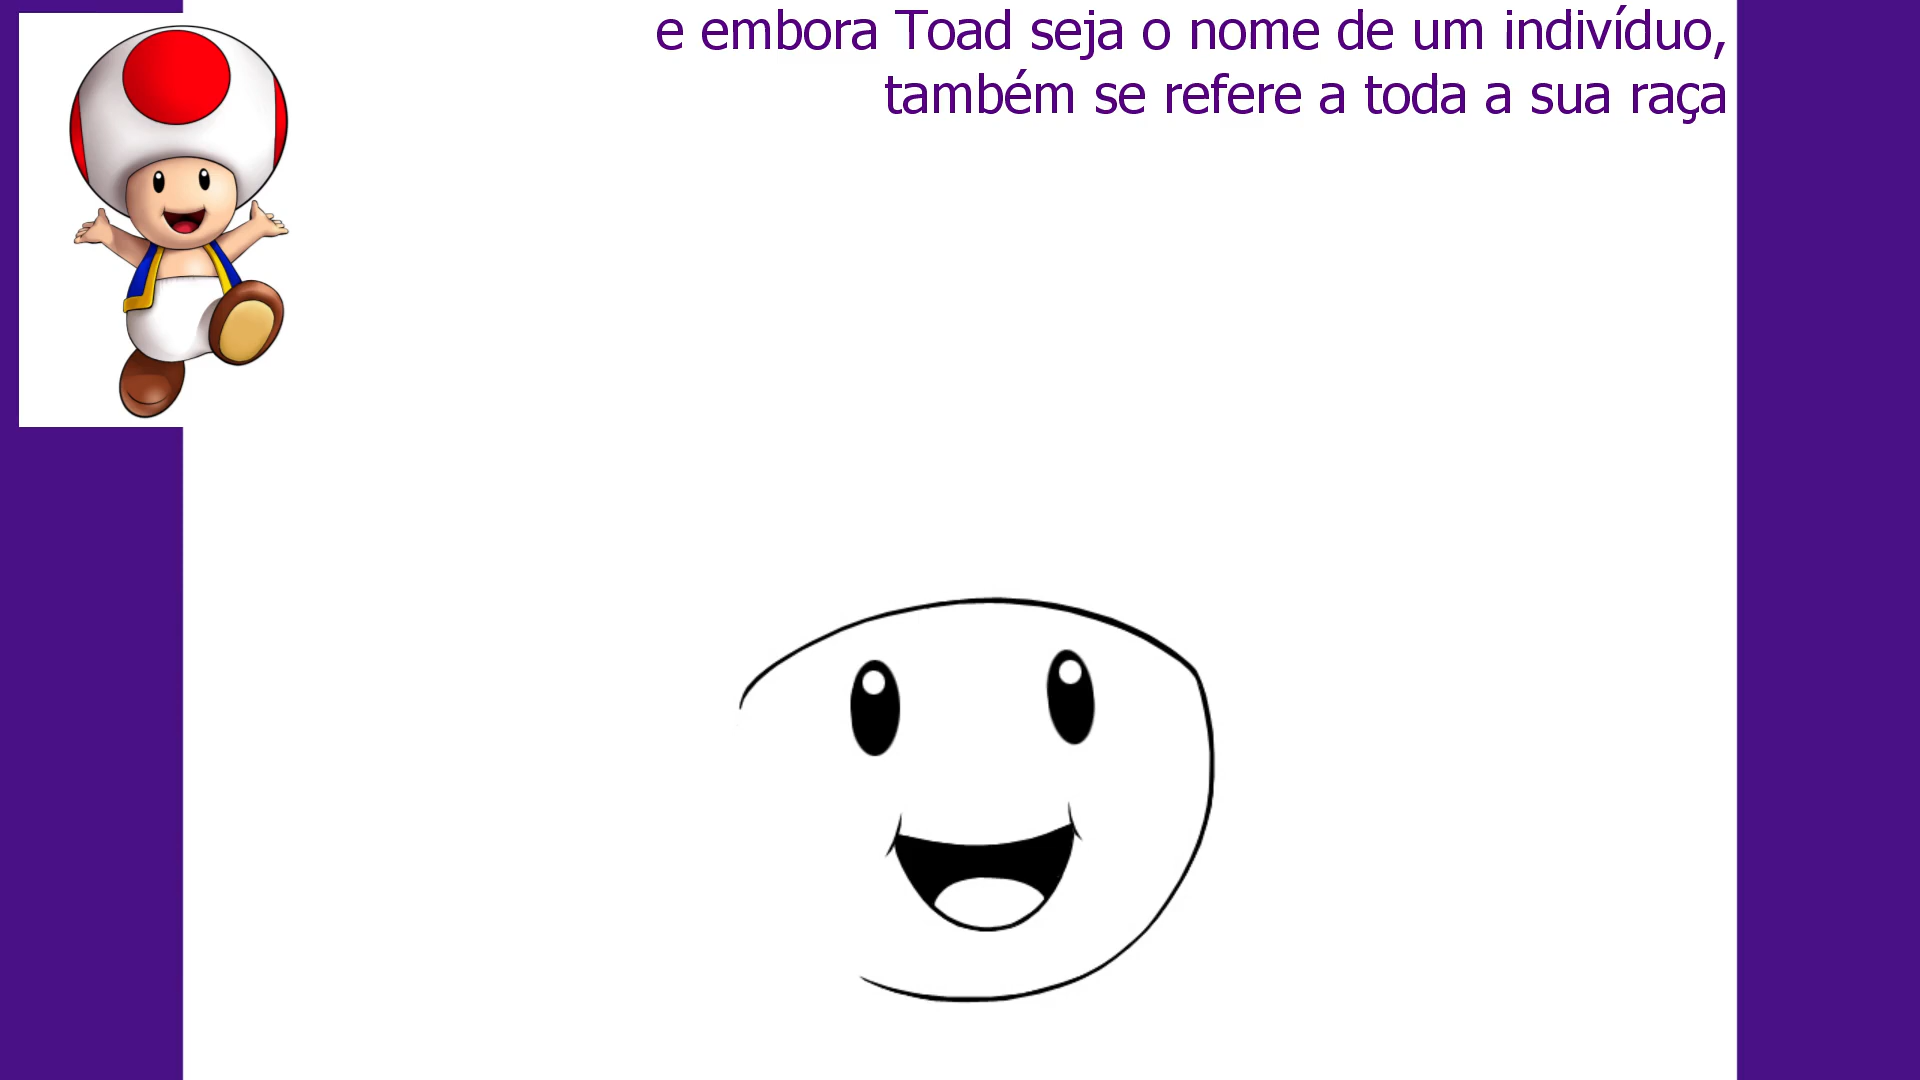 e embora Toad seja o nome de um indivíduo,
também se refere a toda a sua raça